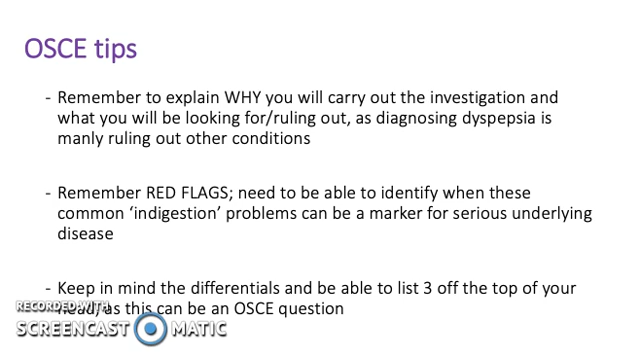 OSCE tips
- Remember to explain WHY you will carry out the investigation and
what you will be looking for/ruling out, as diagnosing dyspepsia is
manly ruling out other conditions
- Remember RED FLAGS; need to be able to identify when these
common ‘indigestion’ problems can be a marker for serious underlying
disease
- Keep in mind the differentials and be able to list 3 off the top of your
head, as this can be an OSCE question
RECORDED WITH
SCREENCAST MATIC